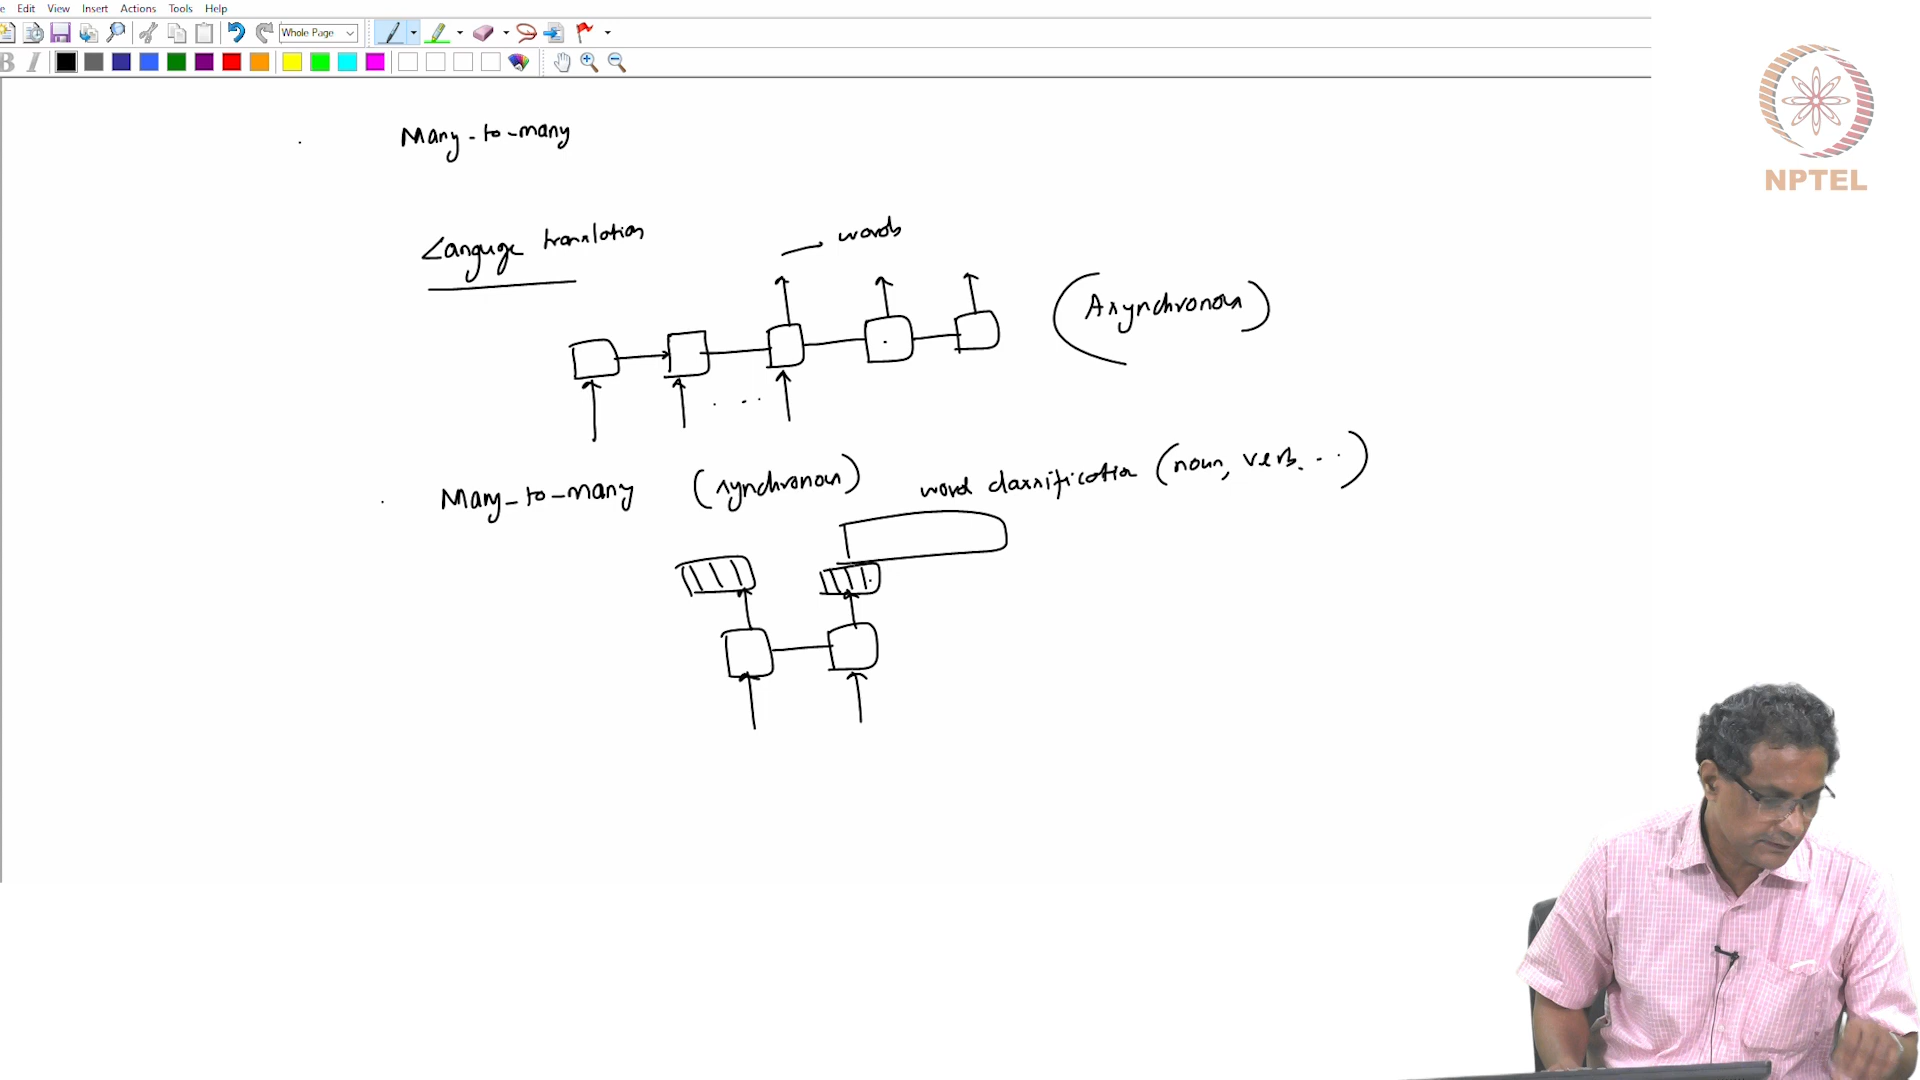 Edit View Insert Actions Tools Help
Whole Page
B I
NPTEL
Many-to-many
Languge translation
words
(Asynchronous)
Many-to-many (synchronous)
word classification (noun, verb, ...)